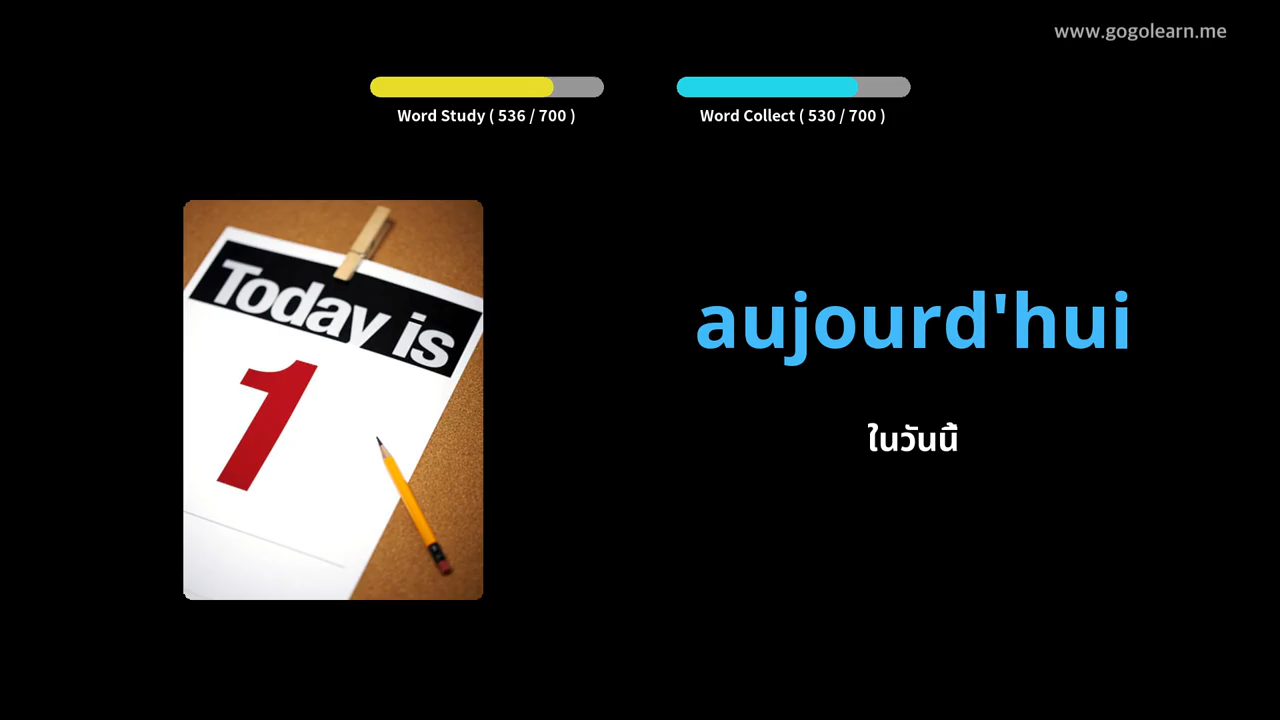 www.gogolearn.me
Word Study ( 536 / 700 )
Word Collect ( 530 / 700 )
Today is
1
aujourd'hui
ในวันนี้